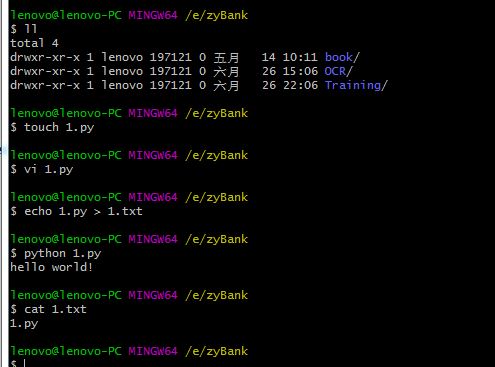 lenovo@lenovo-PC MINGW64 /e/zyBank
$ ll
total 4
drwxr-xr-x 1 lenovo 197121 0 五月   14 10:11 book/
drwxr-xr-x 1 lenovo 197121 0 六月   26 15:06 OCR/
drwxr-xr-x 1 lenovo 197121 0 六月   26 22:06 Training/
lenovo@lenovo-PC MINGW64 /e/zyBank
$ touch 1.py
lenovo@lenovo-PC MINGW64 /e/zyBank
$ vi 1.py
lenovo@lenovo-PC MINGW64 /e/zyBank
$ echo 1.py > 1.txt
lenovo@lenovo-PC MINGW64 /e/zyBank
$ python 1.py
hello world!
lenovo@lenovo-PC MINGW64 /e/zyBank
$ cat 1.txt
1.py
lenovo@lenovo-PC MINGW64 /e/zyBank
$